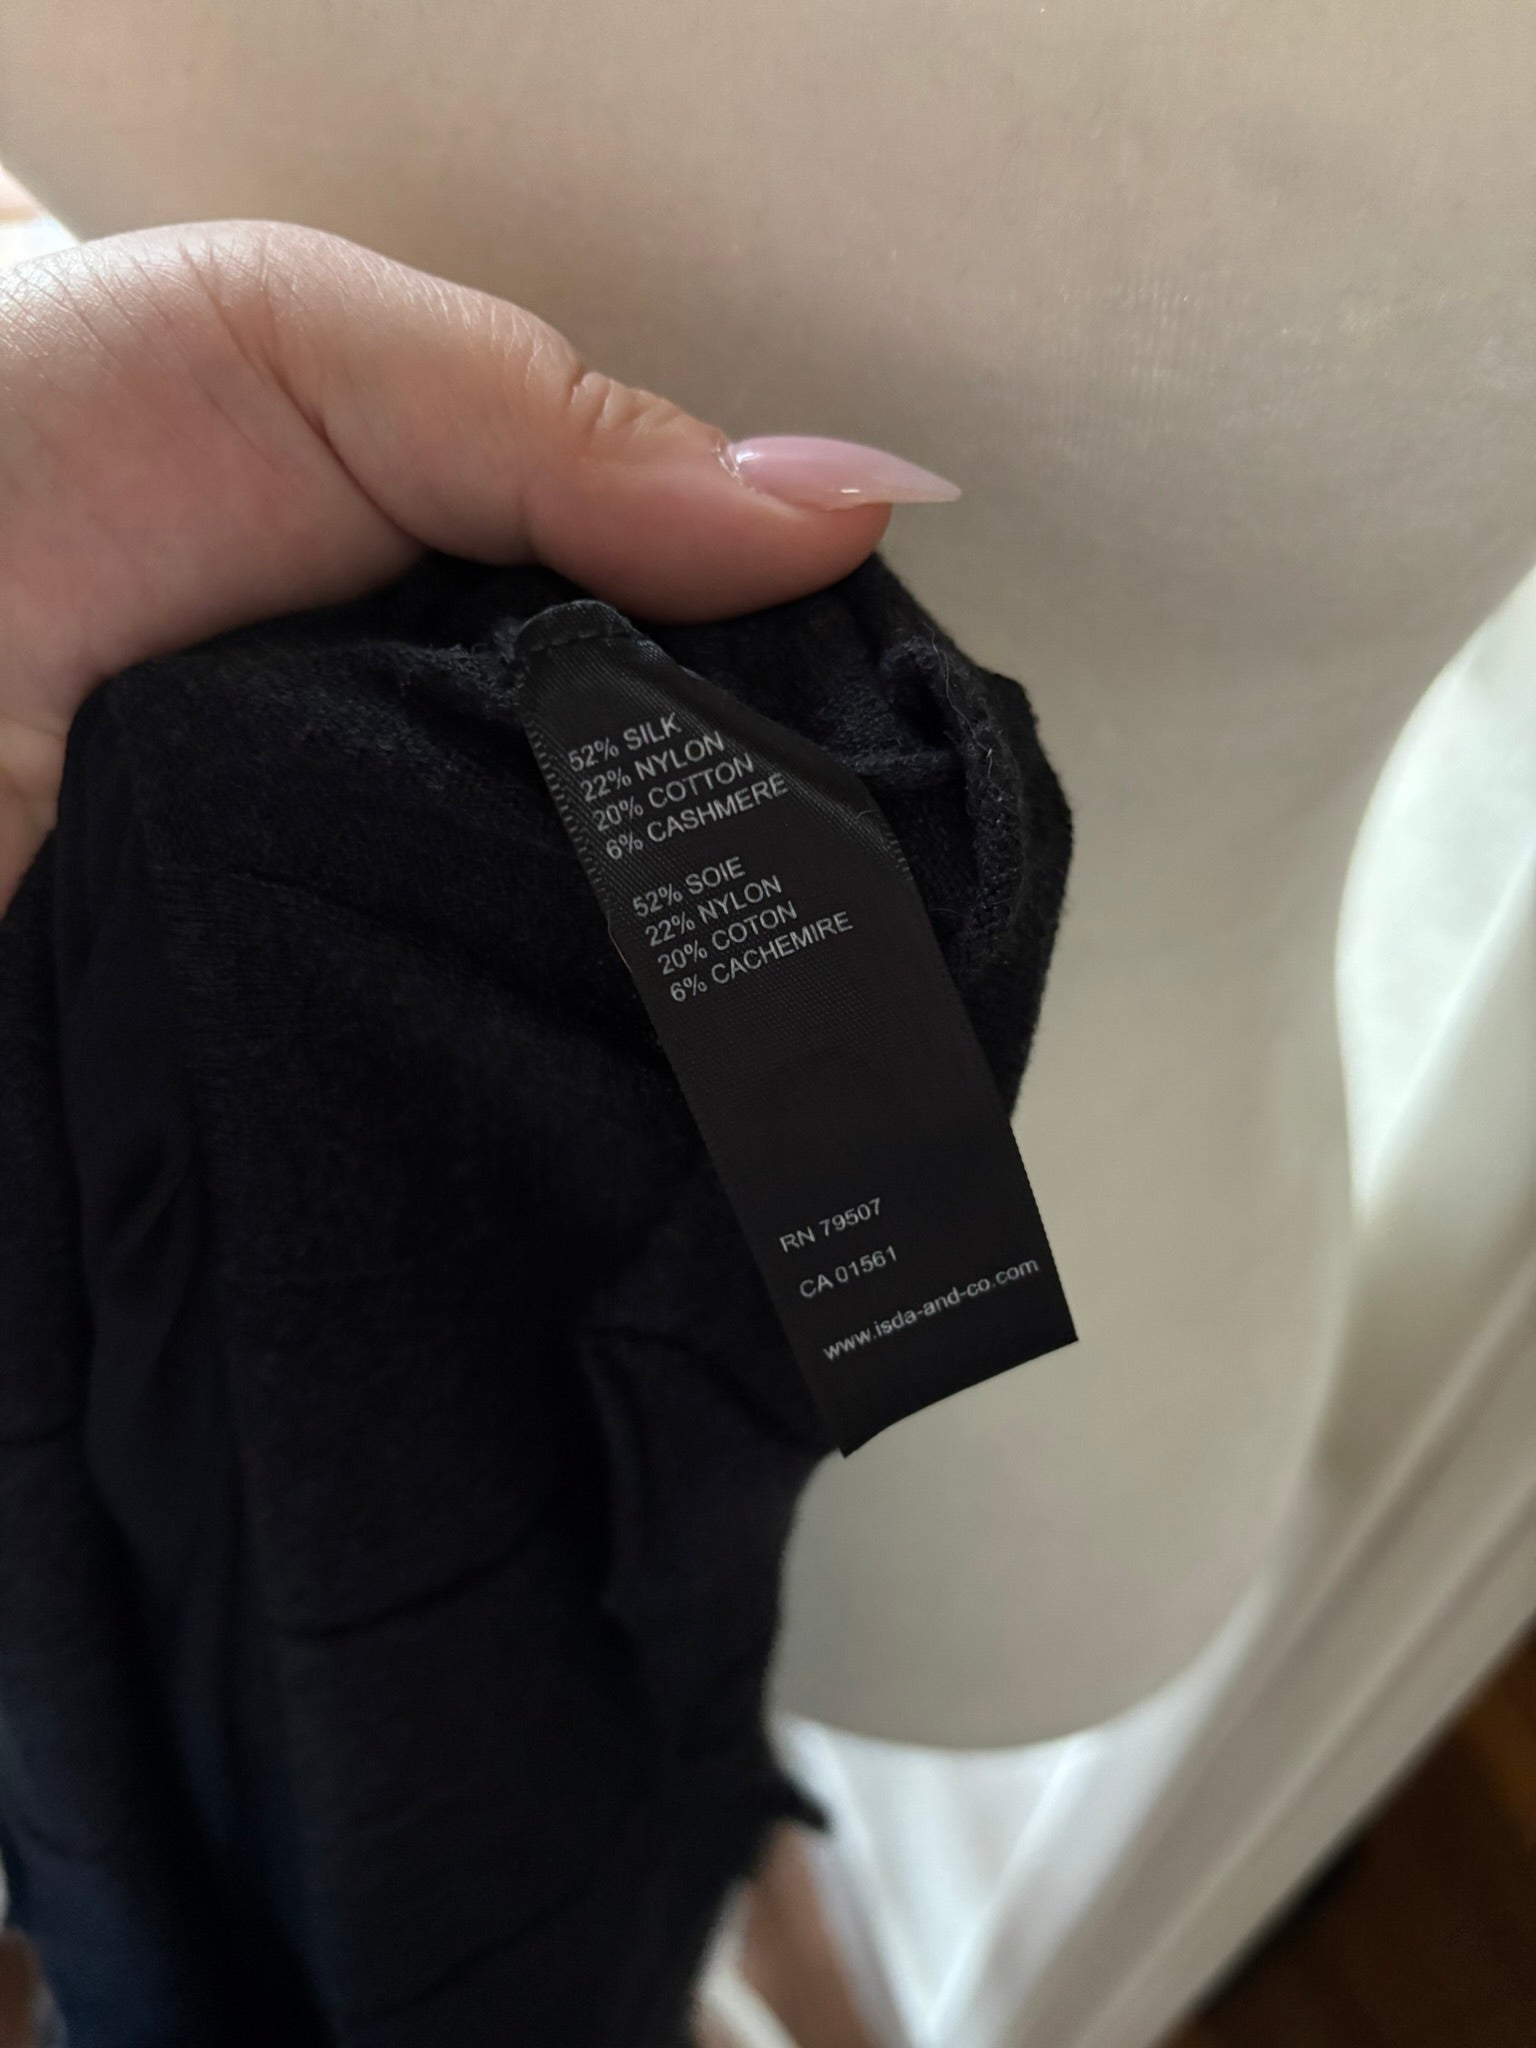 52% SILK
22% NYLON
20% COTTON
6% CASHMERE
52% SOIE
22% NYLON
20% COTON
6% CACHEMIRE
RN 79507
CA 01561
www.isda-and-co.com